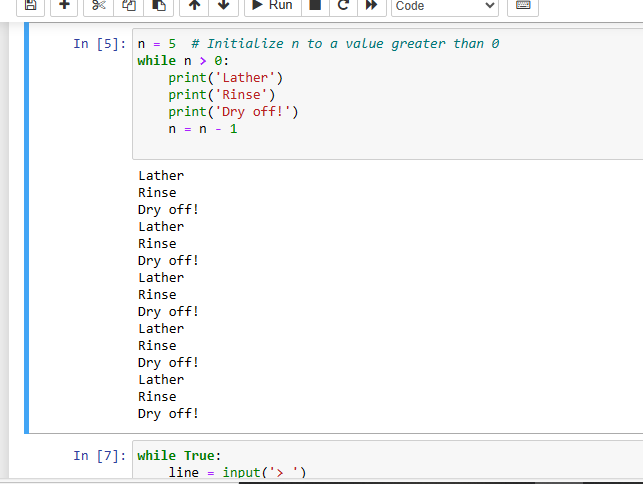 Run Code
In [5]: n = 5 # Initialize n to a value greater than 0
while n > 0:
print('Lather')
print('Rinse')
print('Dry off!')
n = n - 1
Lather
Rinse
Dry off!
Lather
Rinse
Dry off!
Lather
Rinse
Dry off!
Lather
Rinse
Dry off!
Lather
Rinse
Dry off!
In [7]: while True:
line = input('> ')